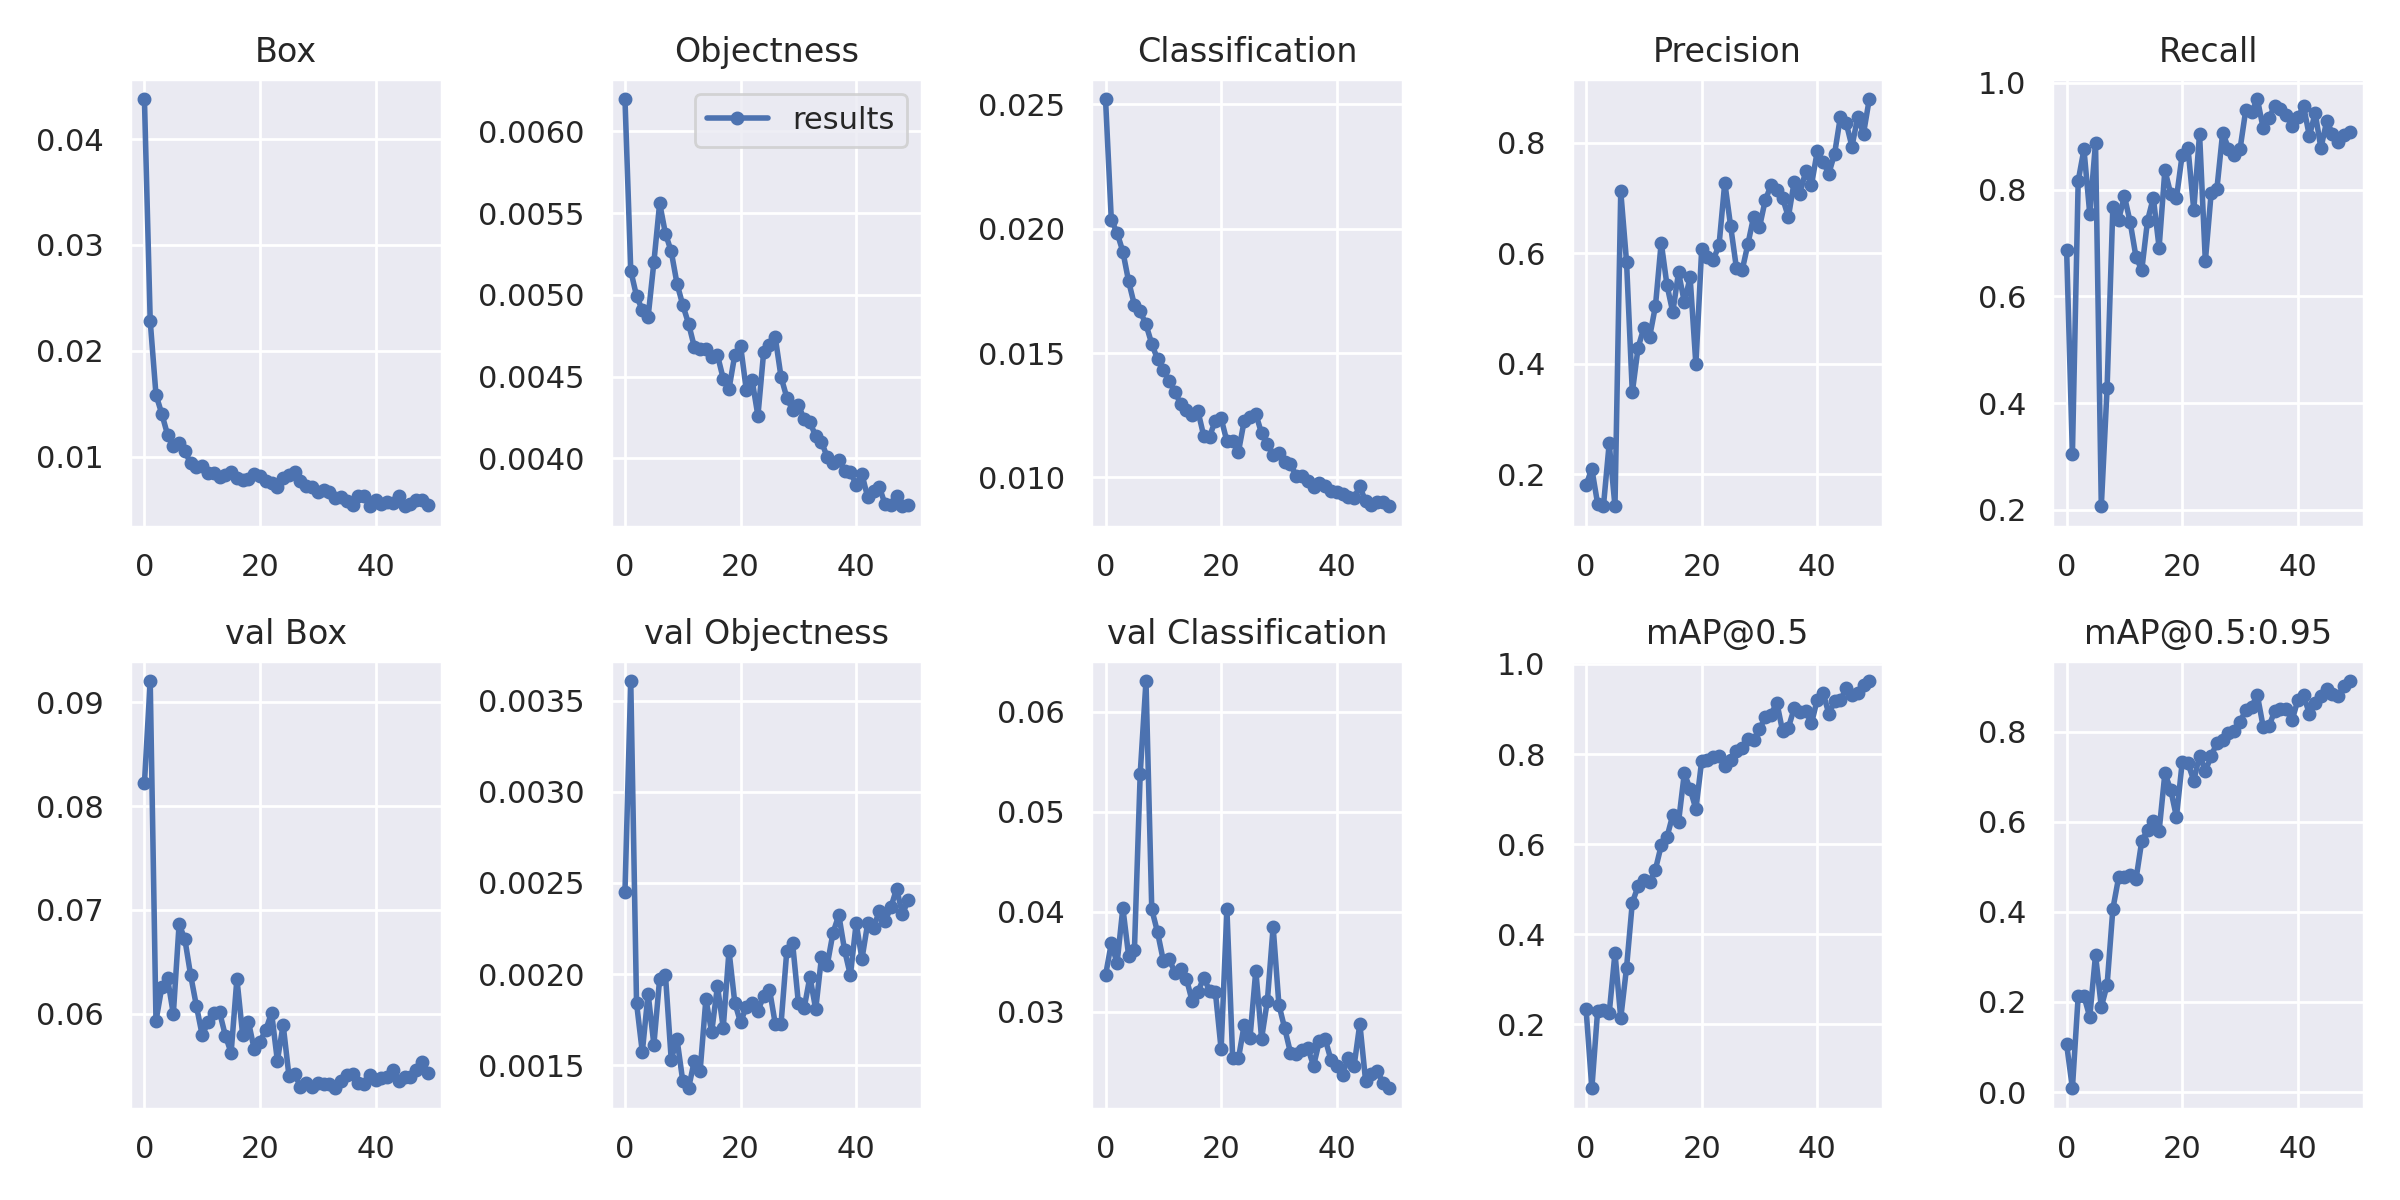 Box
0.04
0.03
0.02
0.01
0 20 40
Objectness
results
0.0060
0.0055
0.0050
0.0045
0.0040
0 20 40
Classification
0.025
0.020
0.015
0.010
0 20 40
Precision
0.8
0.6
0.4
0.2
0 20 40
Recall
1.0
0.8
0.6
0.4
0.2
0 20 40
val Box
0.09
0.08
0.07
0.06
0 20 40
val Objectness
0.0035
0.0030
0.0025
0.0020
0.0015
0 20 40
val Classification
0.06
0.05
0.04
0.03
0 20 40
mAP@0.5
1.0
0.8
0.6
0.4
0.2
0 20 40
mAP@0.5:0.95
0.8
0.6
0.4
0.2
0.0
0 20 40